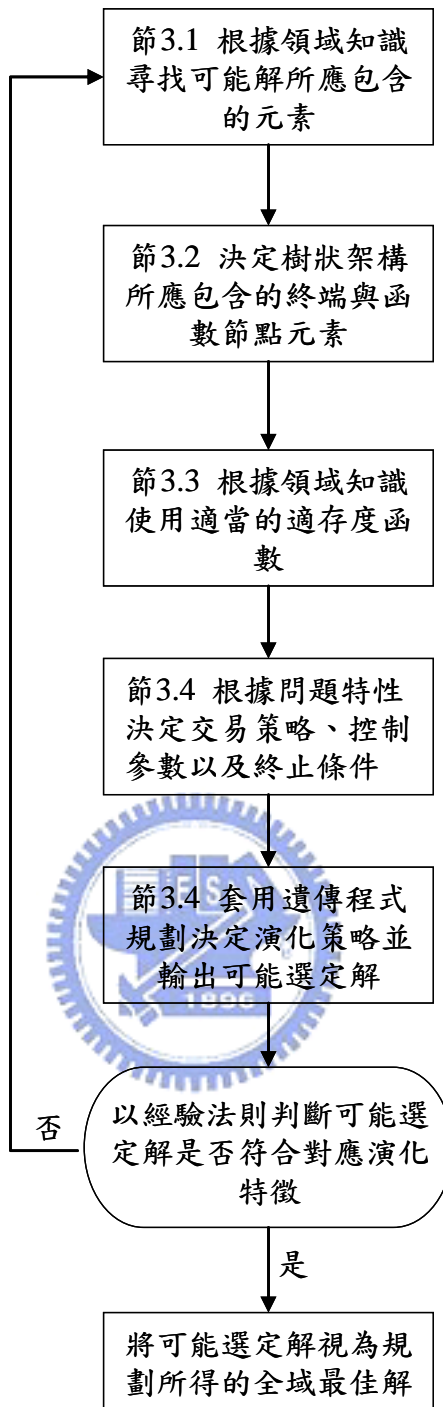 節3.1 根據領域知識
尋找可能解所應包含
的元素
節3.2 決定樹狀架構
所應包含的終端與函
數節點元素
節3.3 根據領域知識
使用適當的適存度函
數
節3.4 根據問題特性
決定交易策略、控制
參數以及終止條件
節3.4 套用遺傳程式
規劃決定演化策略並
輸出可能選定解
1896
否
以經驗法則判斷可能選
定解是否符合對應演化
特徵
是
將可能選定解視為規
劃所得的全域最佳解